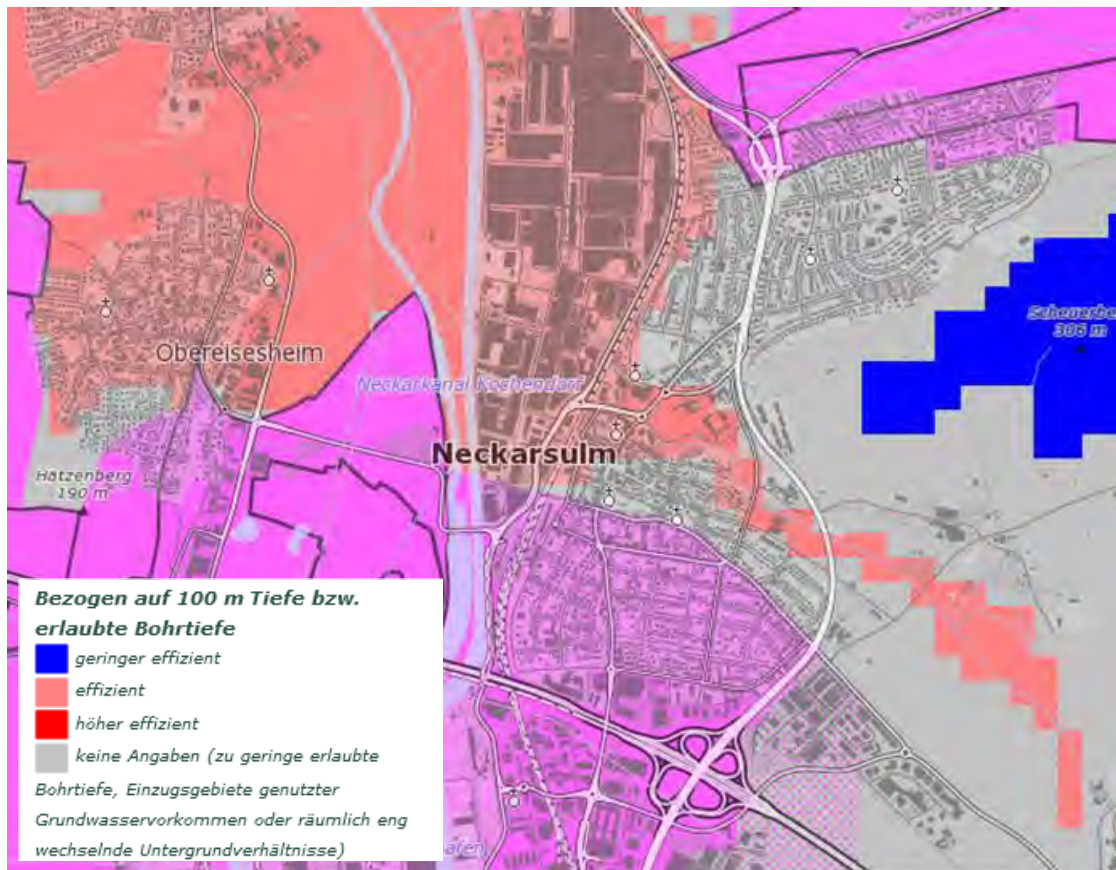 Obereisesheim
Neckarkanal Kochendorf
Neckarsulm
Hätzenberg
190 m
306 m
Bezogen auf 100 m Tiefe bzw.
erlaubte Bohrtiefe
geringer effizient
effizient
höher effizient
keine Angaben (zu geringe erlaubte
Bohrtiefe, Einzugsgebiete genutzter
Grundwasservorkommen oder räumlich eng
wechselnde Untergrundverhältnisse)